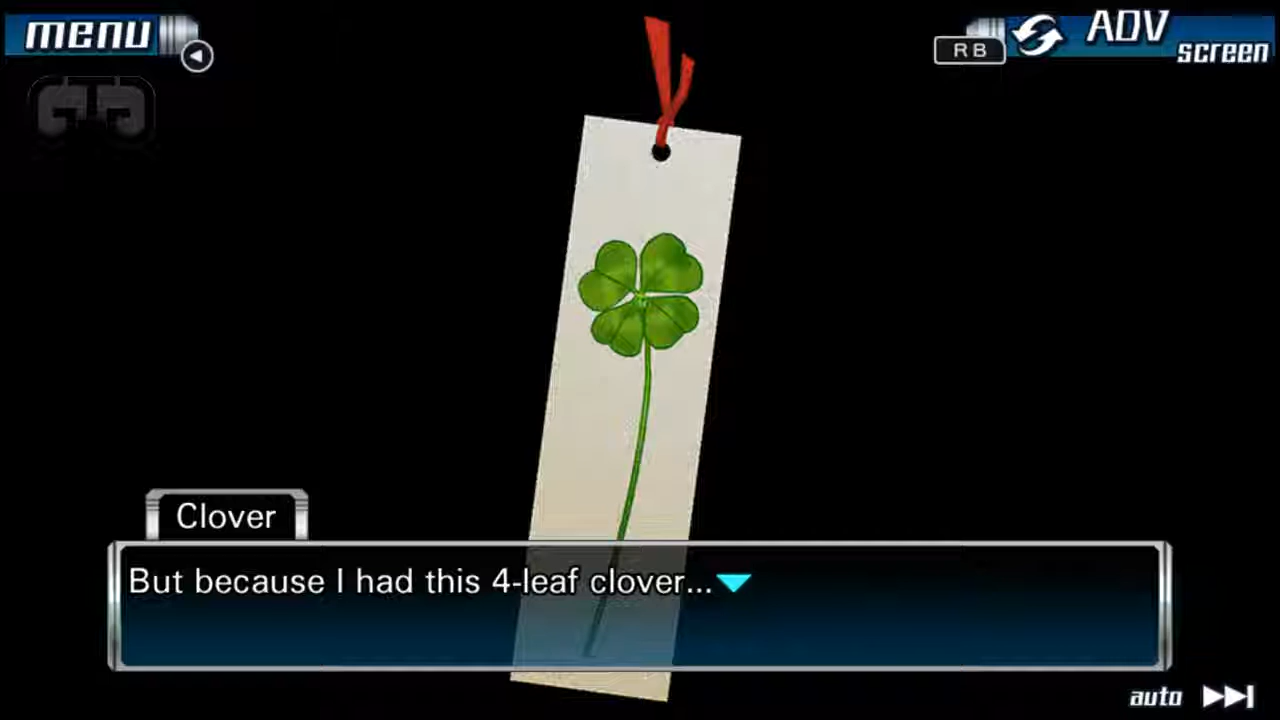 menu
RB
ADV
screen
Clover
But because I had this 4-leaf clover...
auto